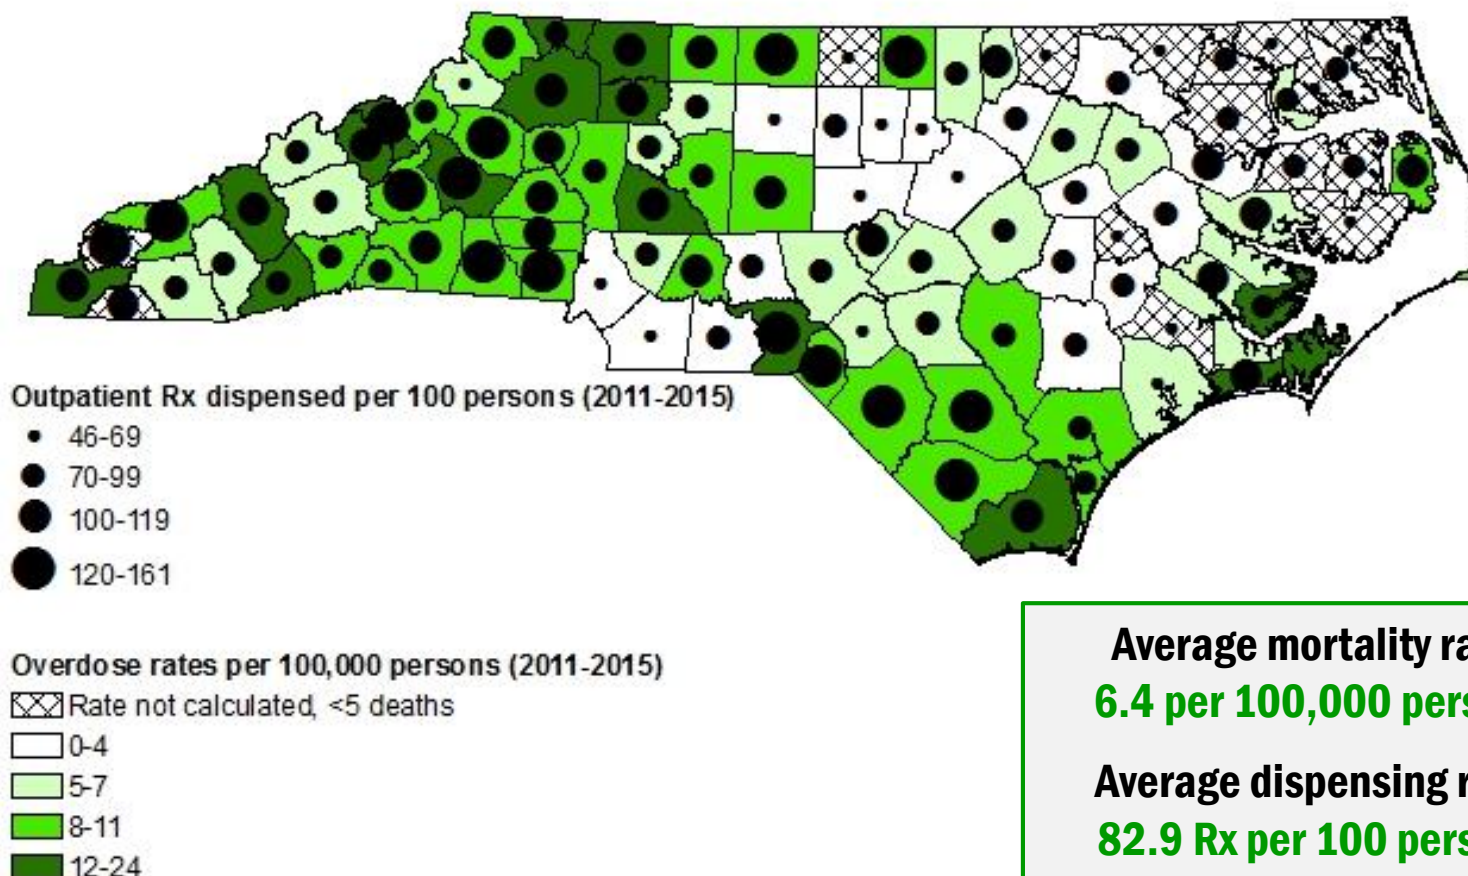 Outpatient Rx dispensed per 100 persons (2011-2015)
46-69
70-99
100-119
120-161
Overdose rates per 100,000 persons (2011-2015)
Rate not calculated, <5 deaths
0-4
5-7
8-11
12-24
Average mortality ra
6.4 per 100,000 pers
Average dispensing r
82.9 Rx per 100 pers